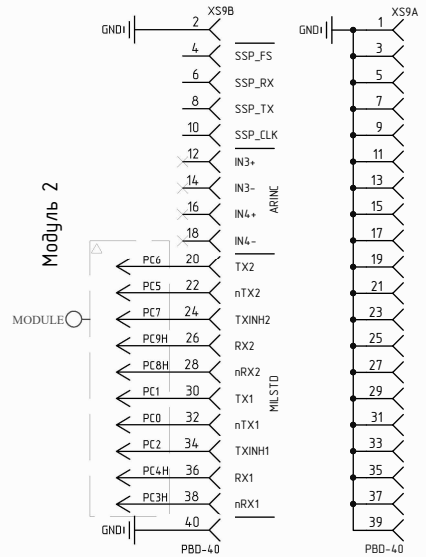 XS9B
XS9A
GND 2
GND 1
4 SSP_FS 3
6 SSP_RX 5
8 SSP_TX 7
10 SSP_CLK 9
12 IN3+ 11
14 IN3- 13
16 IN4+ 15
18 IN4- 17
ARINC
Модуль 2
PC6 20 TX2 19
PC5 22 nTX2 21
MODULE PC7 24 TXINH2 23
PC9H 26 RX2 25
PC8H 28 nRX2 27
PC1 30 TX1 29
PC0 32 nTX1 31
PC2 34 TXINH1 33
PC4H 36 RX1 35
PC3H 38 nRX1 37
MILSTD
GND 40 39
PBD-40
PBD-40